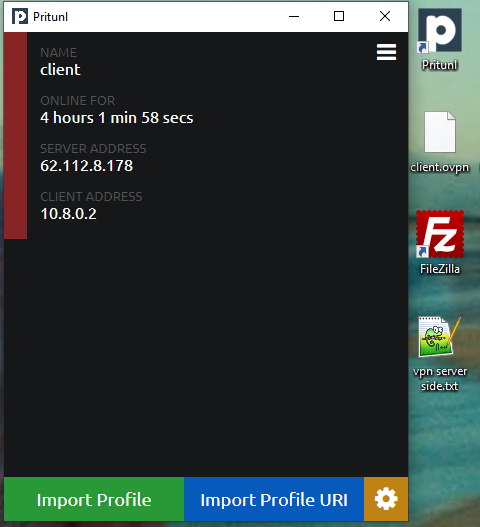 Pritunl
NAME
client
ONLINE FOR
4 hours 1 min 58 secs
SERVER ADDRESS
62.112.8.178
CLIENT ADDRESS
10.8.0.2
Import Profile
Import Profile URI
p
Pritunl
client.ovpn
Fz
FileZilla
vpn server
side.txt